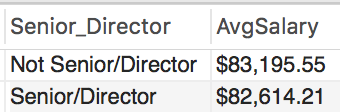 Senior_Director AvgSalary
Not Senior/Director $83,195.55
Senior/Director $82,614.21